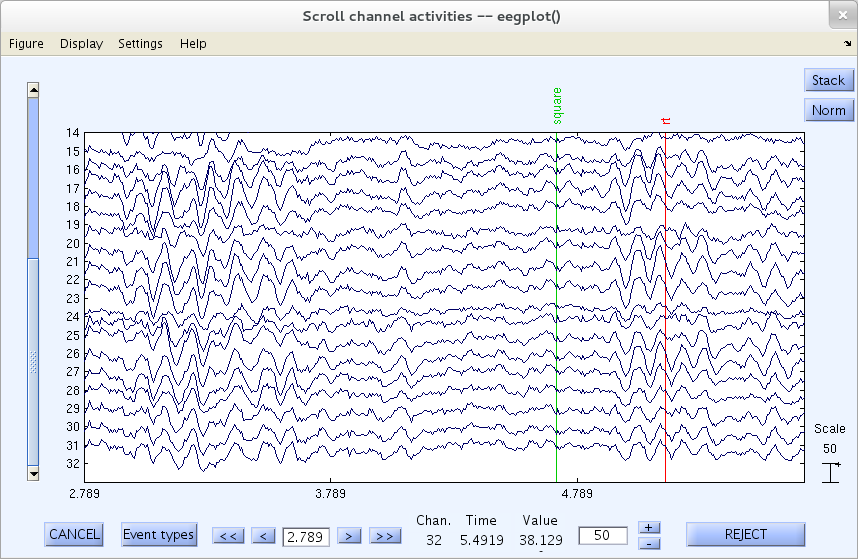 Scroll channel activities -- eegplot()
Figure Display Settings Help
Stack
Norm
square
rt
14
15
16
17
18
19
20
21
22
23
24
25
26
27
28
29
30
31
32
2.789 3.789 4.789
Scale
50
CANCEL Event types << < 2.789 > >> Chan. Time Value 50 + - REJECT
32 5.4919 38.129